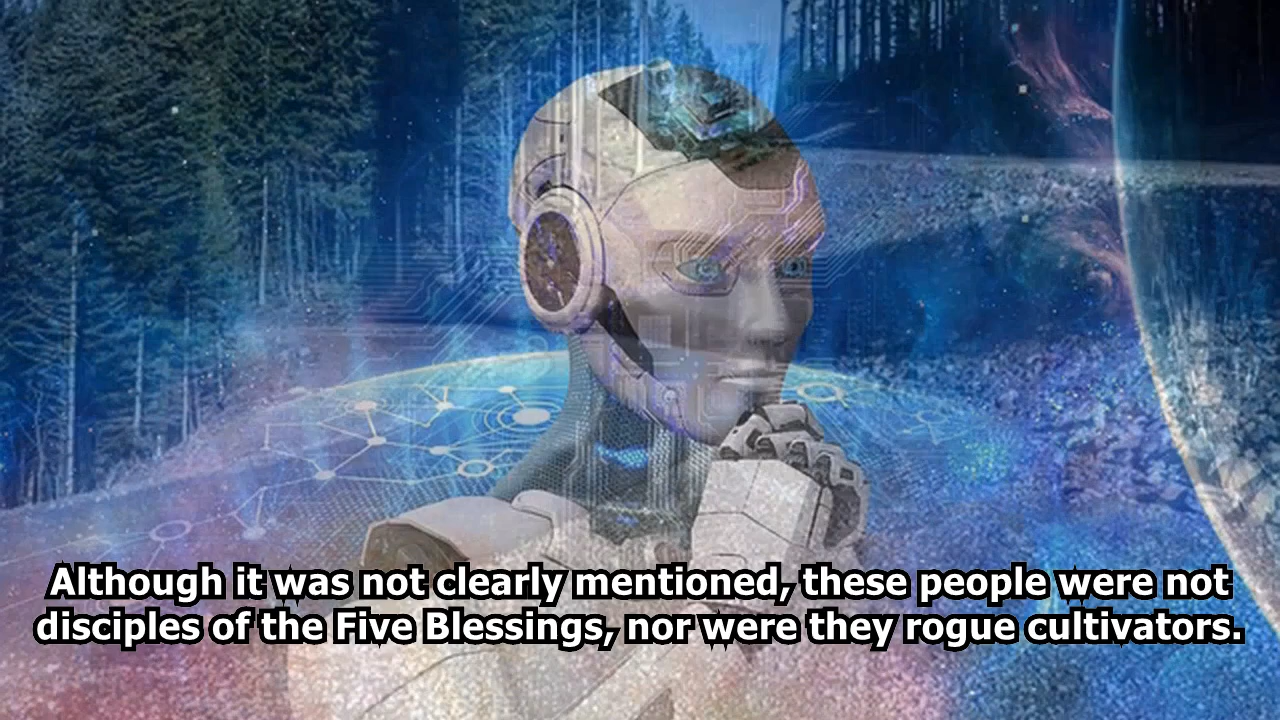 Although it was not clearly mentioned, these people were not
disciples of the Five Blessings, nor were they rogue cultivators.